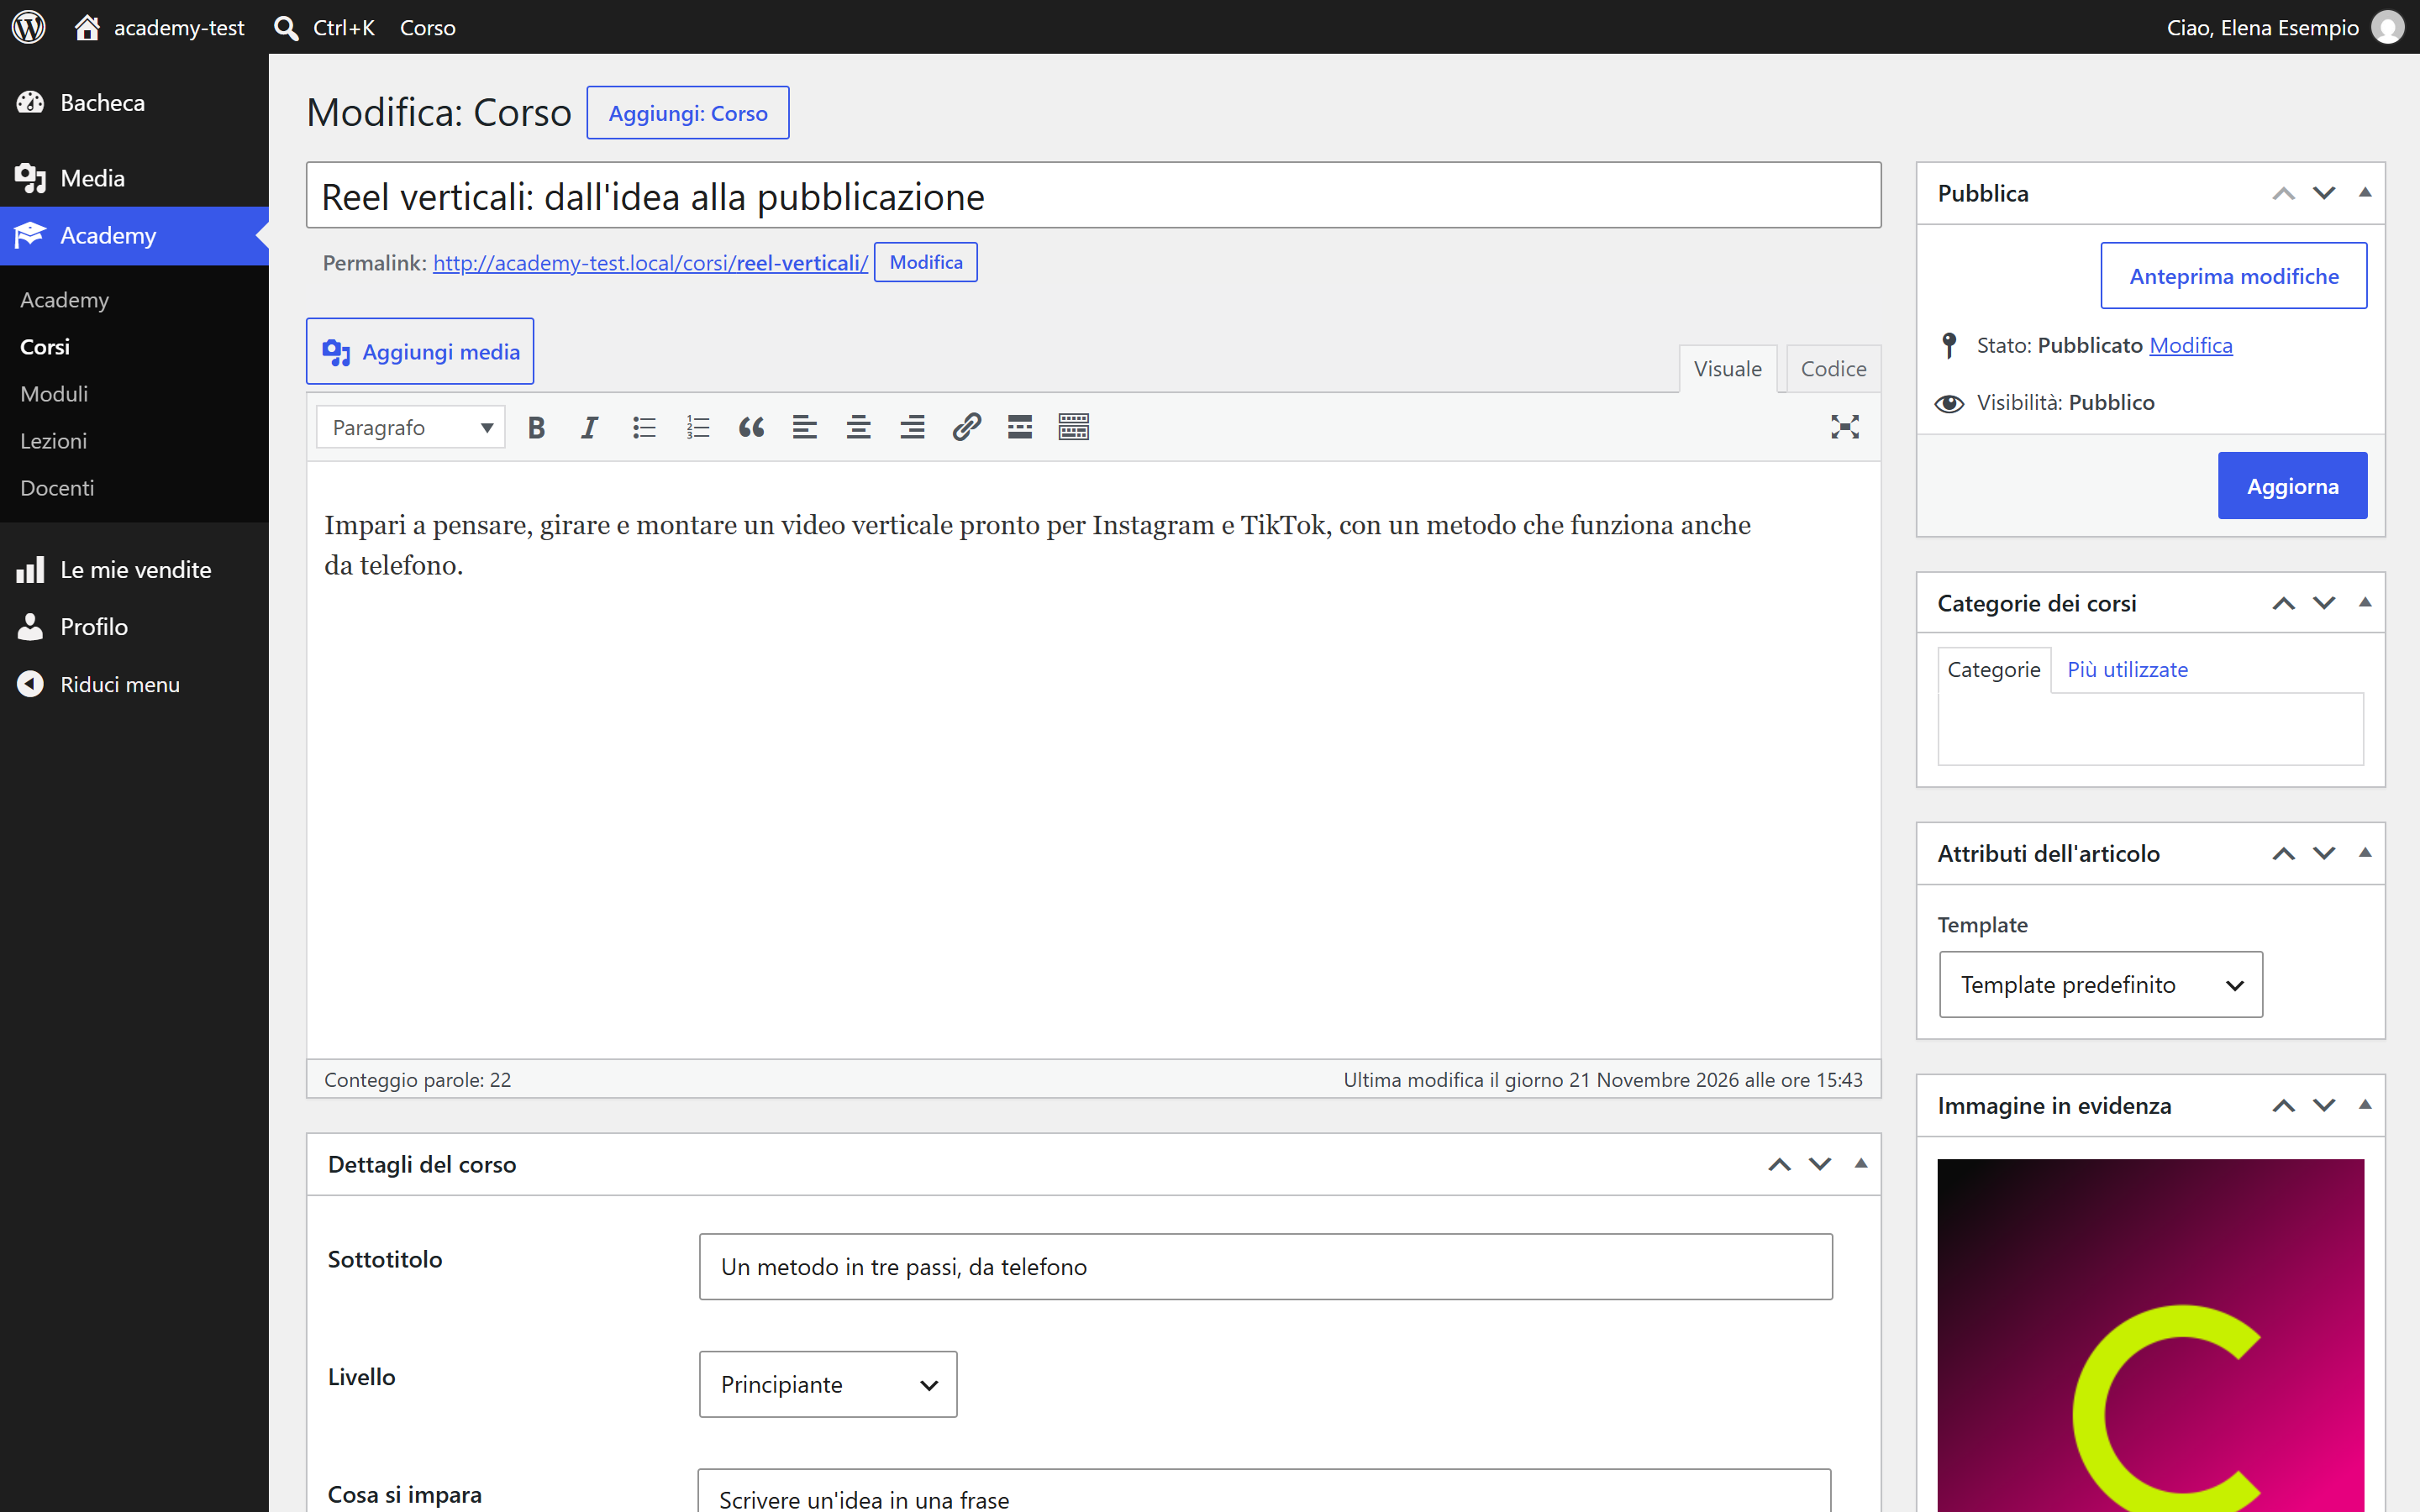 academy-test
Ctrl+K
Corso
Ciao, Elena Esempio
Bacheca
Media
Academy
Academy
Corsi
Moduli
Lezioni
Docenti
Le mie vendite
Profilo
Riduci menu
Modifica: Corso
Aggiungi: Corso
Reel verticali: dall'idea alla pubblicazione
Permalink: http://academy-test.local/corsi/reel-verticali/
Modifica
Aggiungi media
Visuale
Codice
Paragrafo
Impari a pensare, girare e montare un video verticale pronto per Instagram e TikTok, con un metodo che funziona anche
da telefono.
Conteggio parole: 22
Ultima modifica il giorno 21 Novembre 2026 alle ore 15:43
Dettagli del corso
Sottotitolo
Un metodo in tre passi, da telefono
Livello
Principiante
Cosa si impara
Scrivere un'idea in una frase
Pubblica
Anteprima modifiche
Stato: Pubblicato Modifica
Visibilità: Pubblico
Aggiorna
Categorie dei corsi
Categorie
Più utilizzate
Attributi dell'articolo
Template
Template predefinito
Immagine in evidenza